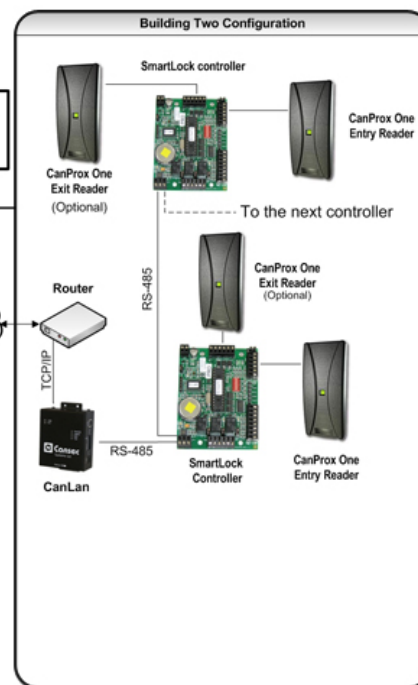 Building Two Configuration
SmartLock controller
CanProx One
Exit Reader
(Optional)
CanProx One
Entry Reader
To the next controller
RS-485
CanProx One
Exit Reader
(Optional)
Router
TCP/IP
Cansec
CanLan
RS-485
SmartLock
Controller
CanProx One
Entry Reader